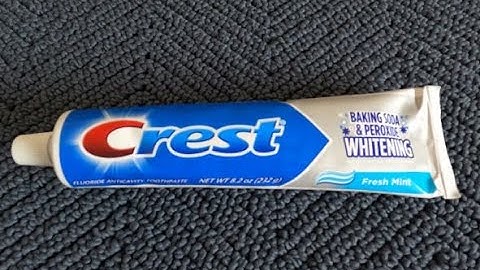 Crest
FLUORIDE ANTICAVITY TOOTHPASTE NET WT 8.2 oz (232 g)
BAKING SODA
& PEROXIDE
WHITENING
Fresh Mint